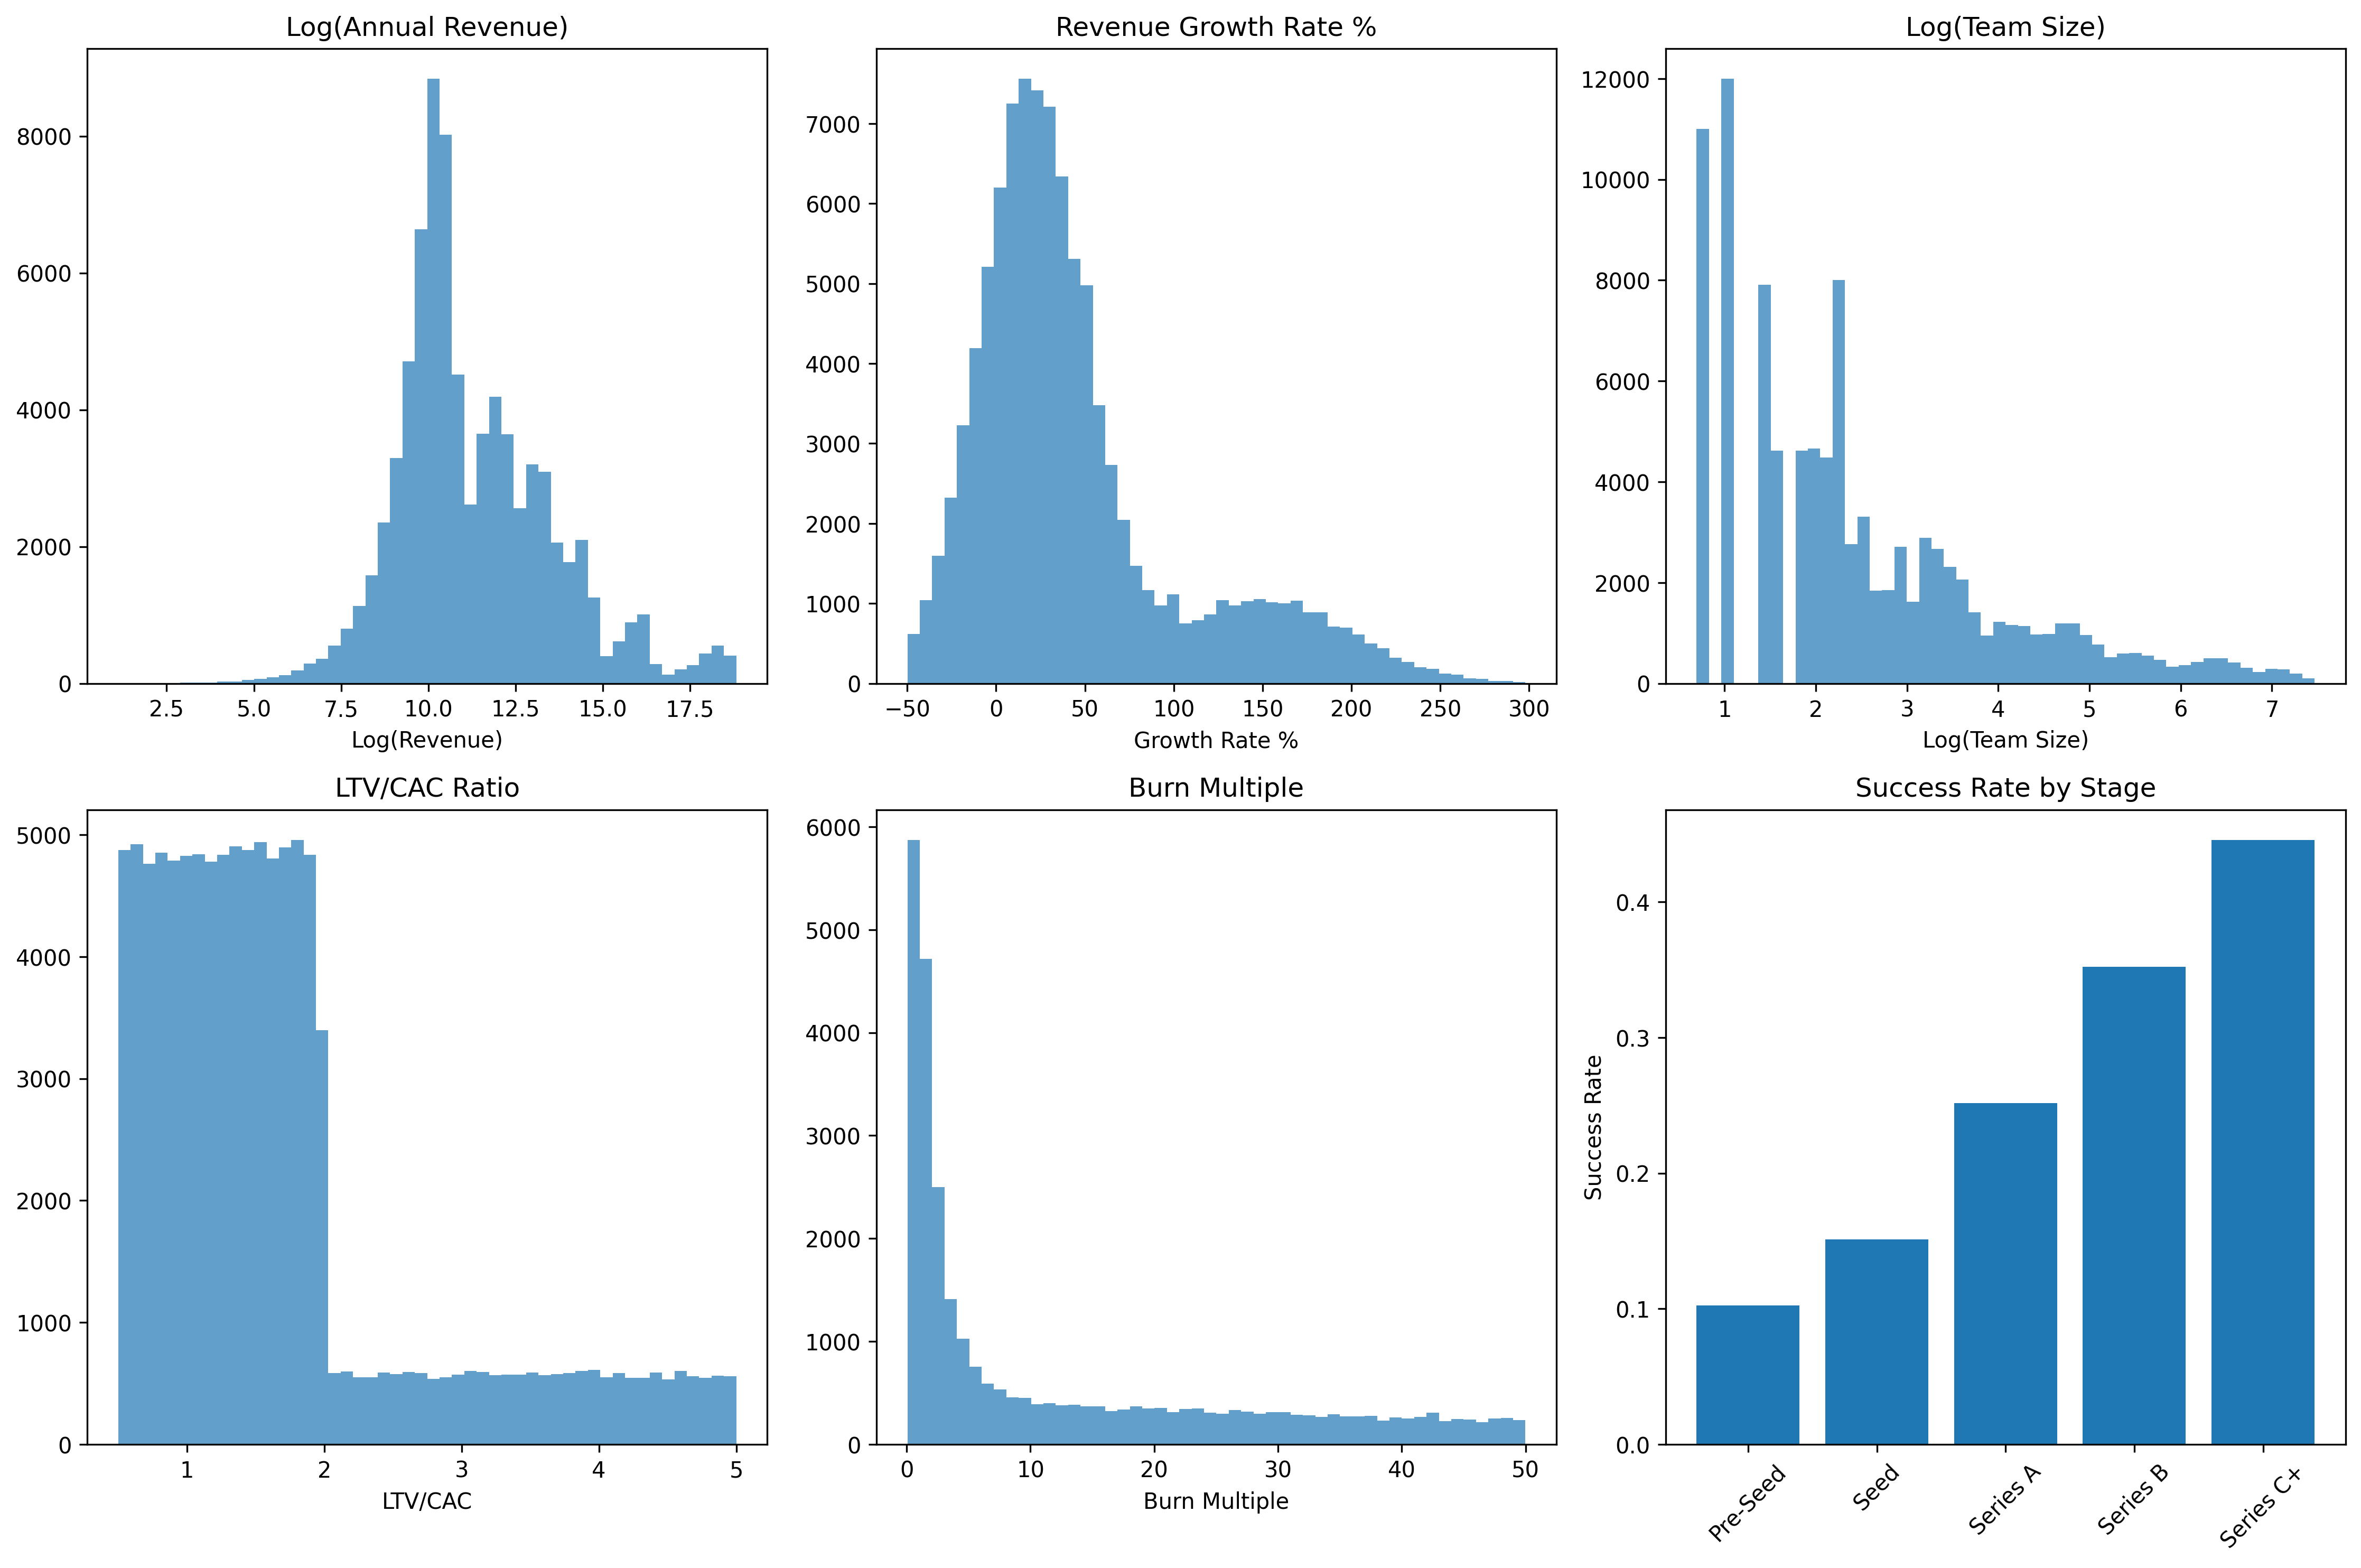 Log(Annual Revenue)
8000
6000
4000
2000
0
2.5 5.0 7.5 10.0 12.5 15.0 17.5
Log(Revenue)
Revenue Growth Rate %
7000
6000
5000
4000
3000
2000
1000
0
−50 0 50 100 150 200 250 300
Growth Rate %
Log(Team Size)
12000
10000
8000
6000
4000
2000
0
1 2 3 4 5 6 7
Log(Team Size)
LTV/CAC Ratio
5000
4000
3000
2000
1000
0
1 2 3 4 5
LTV/CAC
Burn Multiple
6000
5000
4000
3000
2000
1000
0
0 10 20 30 40 50
Burn Multiple
Success Rate by Stage
Success Rate
0.4
0.3
0.2
0.1
0.0
Pre-Seed
Seed
Series A
Series B
Series C+